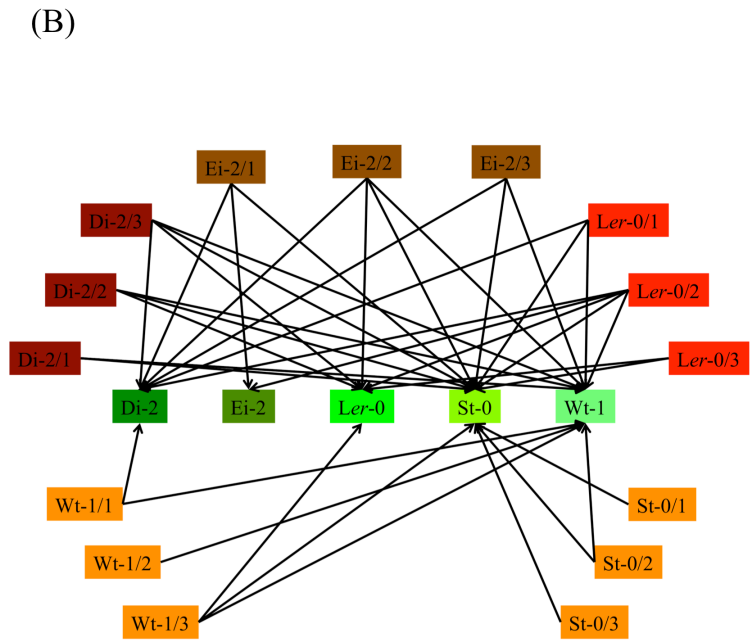 (B)
Ei-2/1
Ei-2/2
Ei-2/3
Di-2/3
Ler-0/1
Di-2/2
Ler-0/2
Di-2/1
Ler-0/3
Di-2
Ei-2
Ler-0
St-0
Wt-1
Wt-1/1
St-0/1
Wt-1/2
St-0/2
Wt-1/3
St-0/3